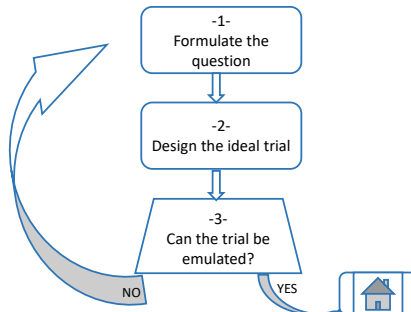 -1-
Formulate the
question
-2-
Design the ideal trial
-3-
Can the trial be
emulated?
NO
YES